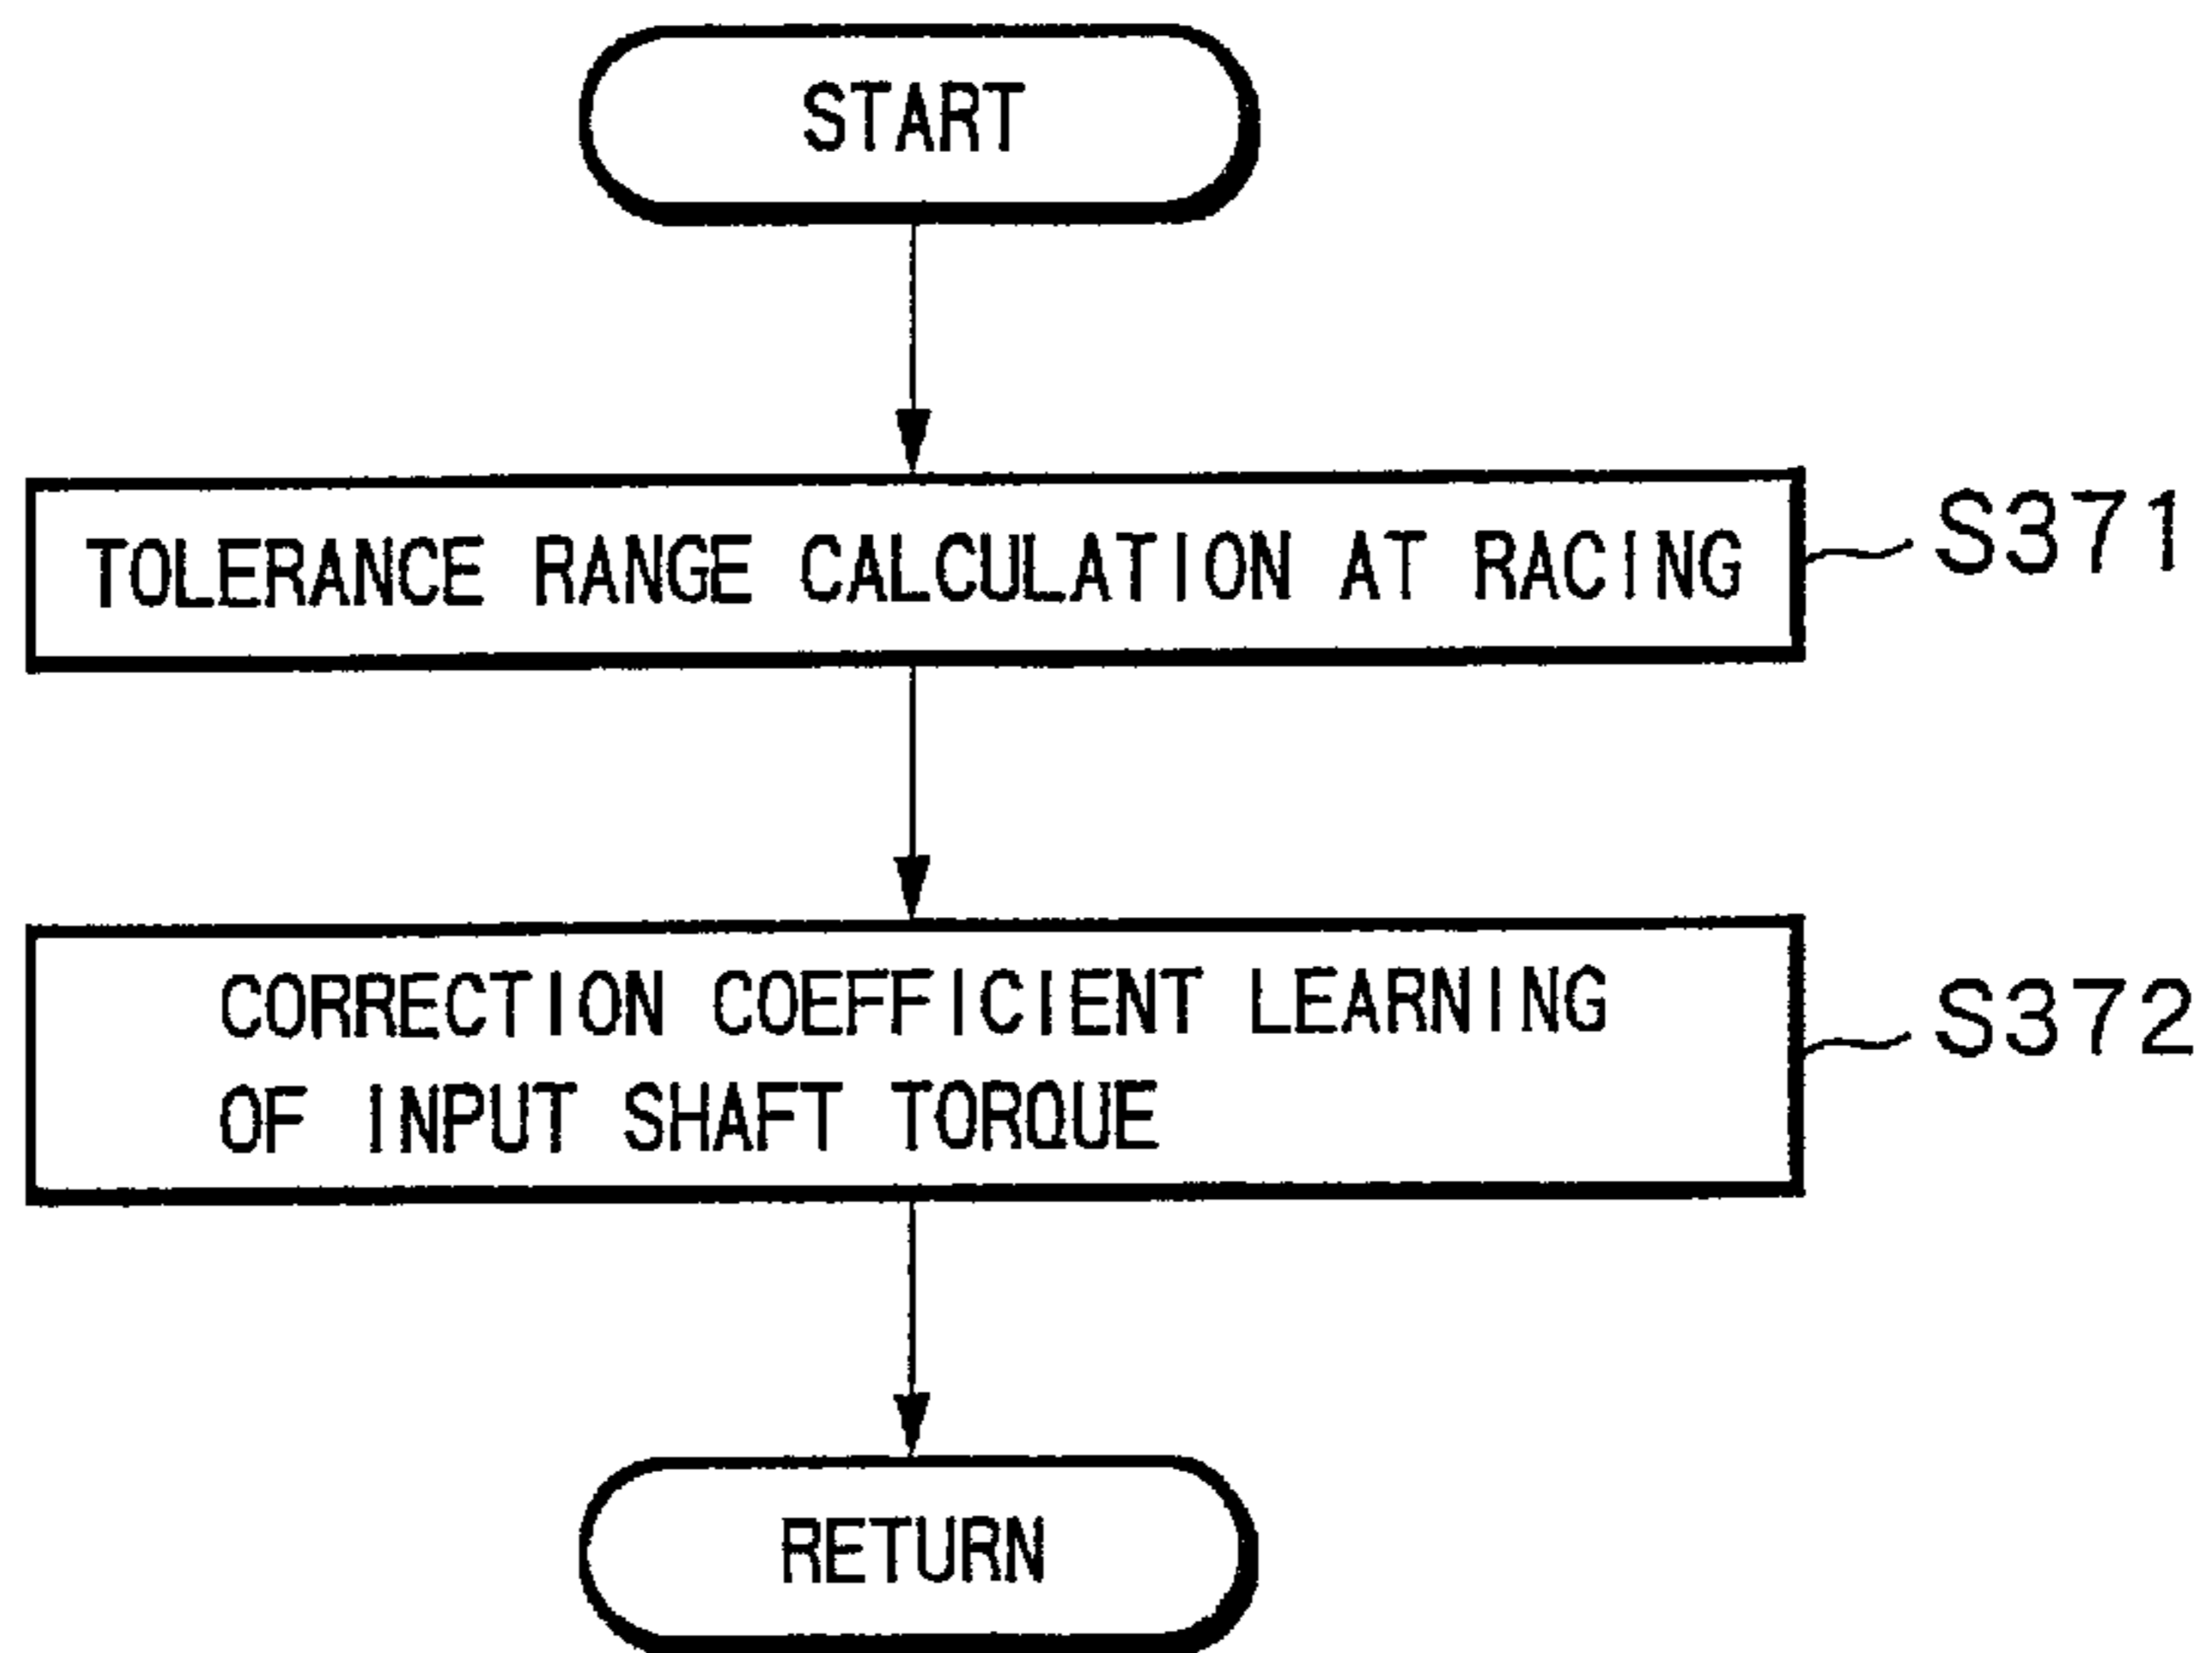 START
TOLERANCE RANGE CALCULATION AT RACING
S371
CORRECTION COEFFICIENT LEARNING
OF INPUT SHAFT TORQUE
S372
RETURN